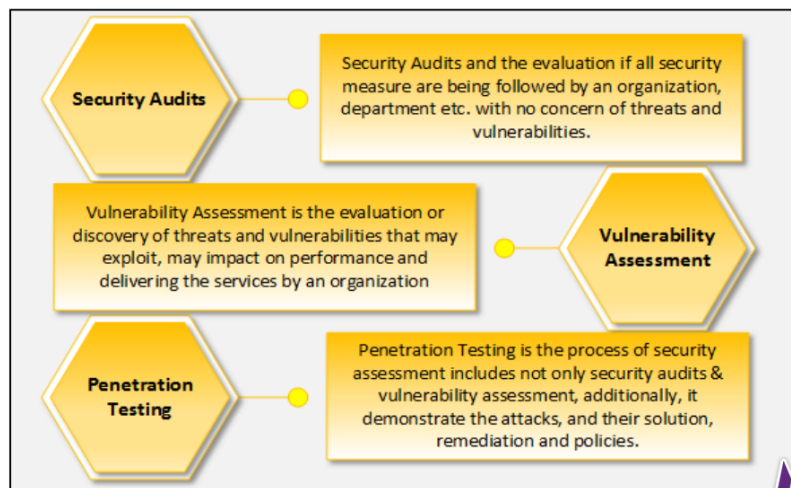 Security Audits
Security Audits and the evaluation if all security
measure are being followed by an organization,
department etc. with no concern of threats and
vulnerabilities.
Vulnerability Assessment is the evaluation or
discovery of threats and vulnerabilities that may
exploit, may impact on performance and
delivering the services by an organization
Vulnerability
Assessment
Penetration
Testing
Penetration Testing is the process of security
assessment includes not only security audits &
vulnerability assessment, additionally, it
demonstrate the attacks, and their solution,
remediation and policies.